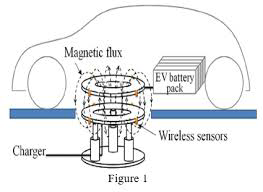 Magnetic flux
EV battery
pack
Wireless sensors
Charger
Figure 1